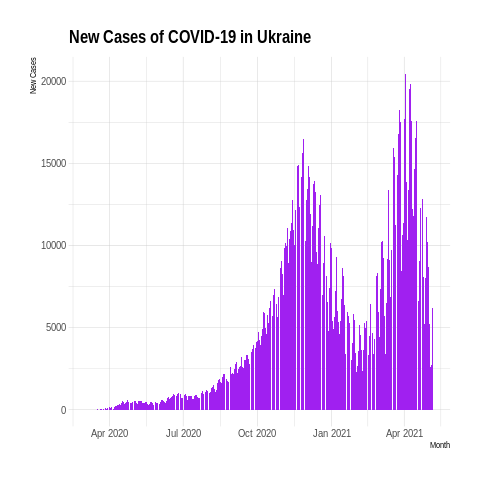 New Cases of COVID-19 in Ukraine
New Cases
20000
15000
10000
5000
0
Apr 2020 Jul 2020 Oct 2020 Jan 2021 Apr 2021
Month